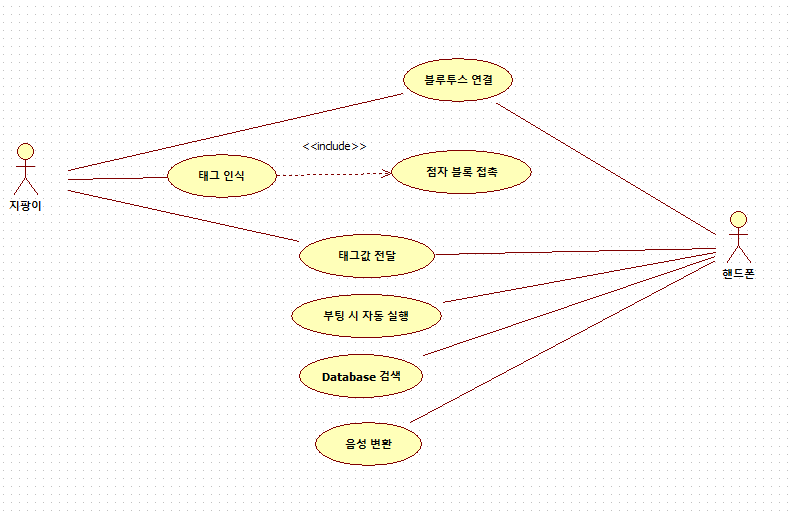 블루투스 연결
<<include>>
태그 인식
점자 블록 접촉
지팡이
태그값 전달
핸드폰
부팅 시 자동 실행
Database 검색
음성 변환